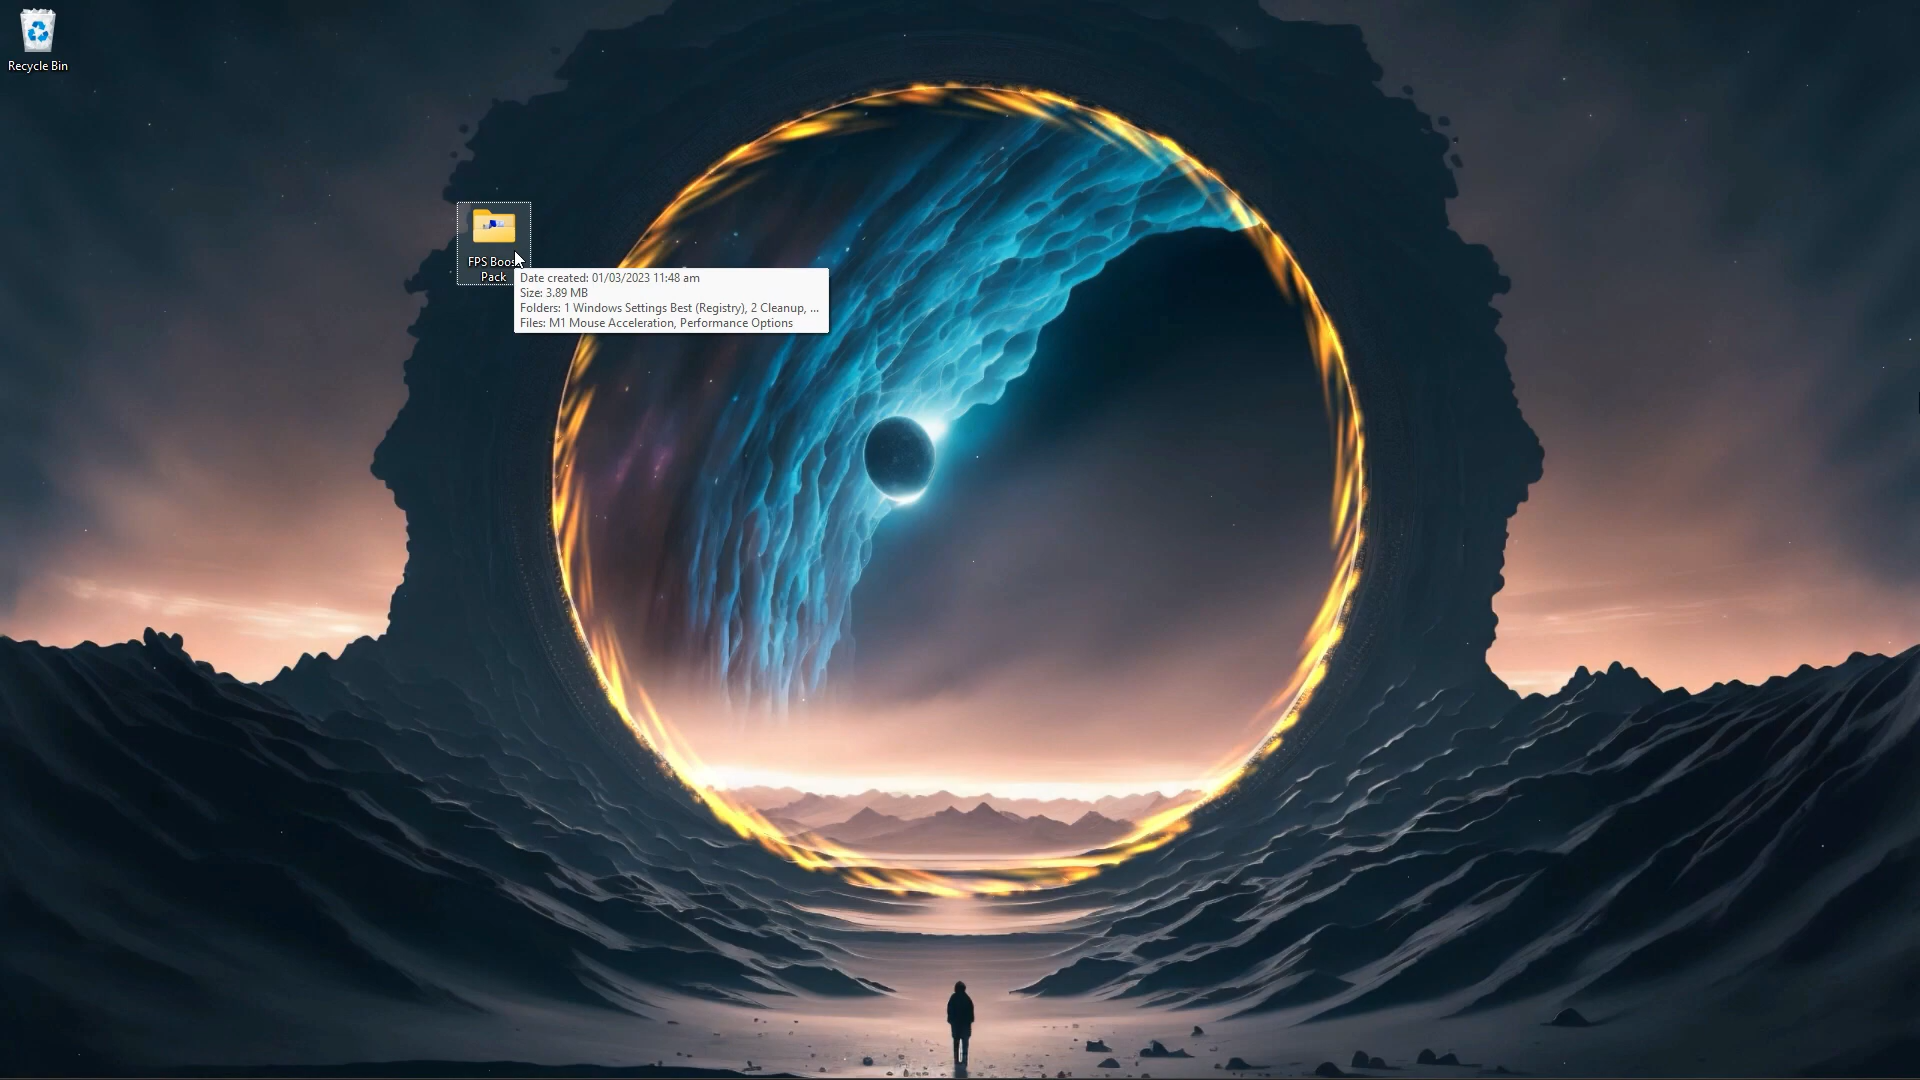 Recycle Bin
FPS Boos
Pack
Date created: 01/03/2023 11:48 am
Size: 3.89 MB
Folders: 1 Windows Settings Best (Registry), 2 Cleanup, ...
Files: M1 Mouse Acceleration, Performance Options